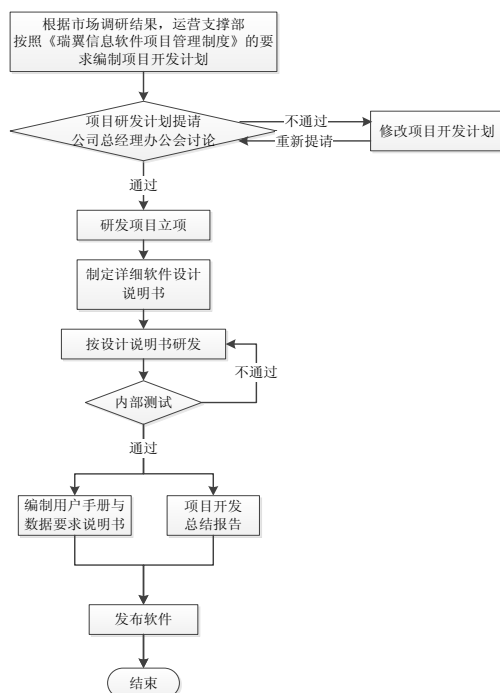 根据市场调研结果，运营支撑部
按照《瑞翼信息软件项目管理制度》的要
求编制项目开发计划
项目研发计划提请
公司总经理办公会讨论
不通过
重新提请
修改项目开发计划
通过
研发项目立项
制定详细软件设计
说明书
按设计说明书研发
不通过
内部测试
通过
编制用户手册与
数据要求说明书
项目开发
总结报告
发布软件
结束